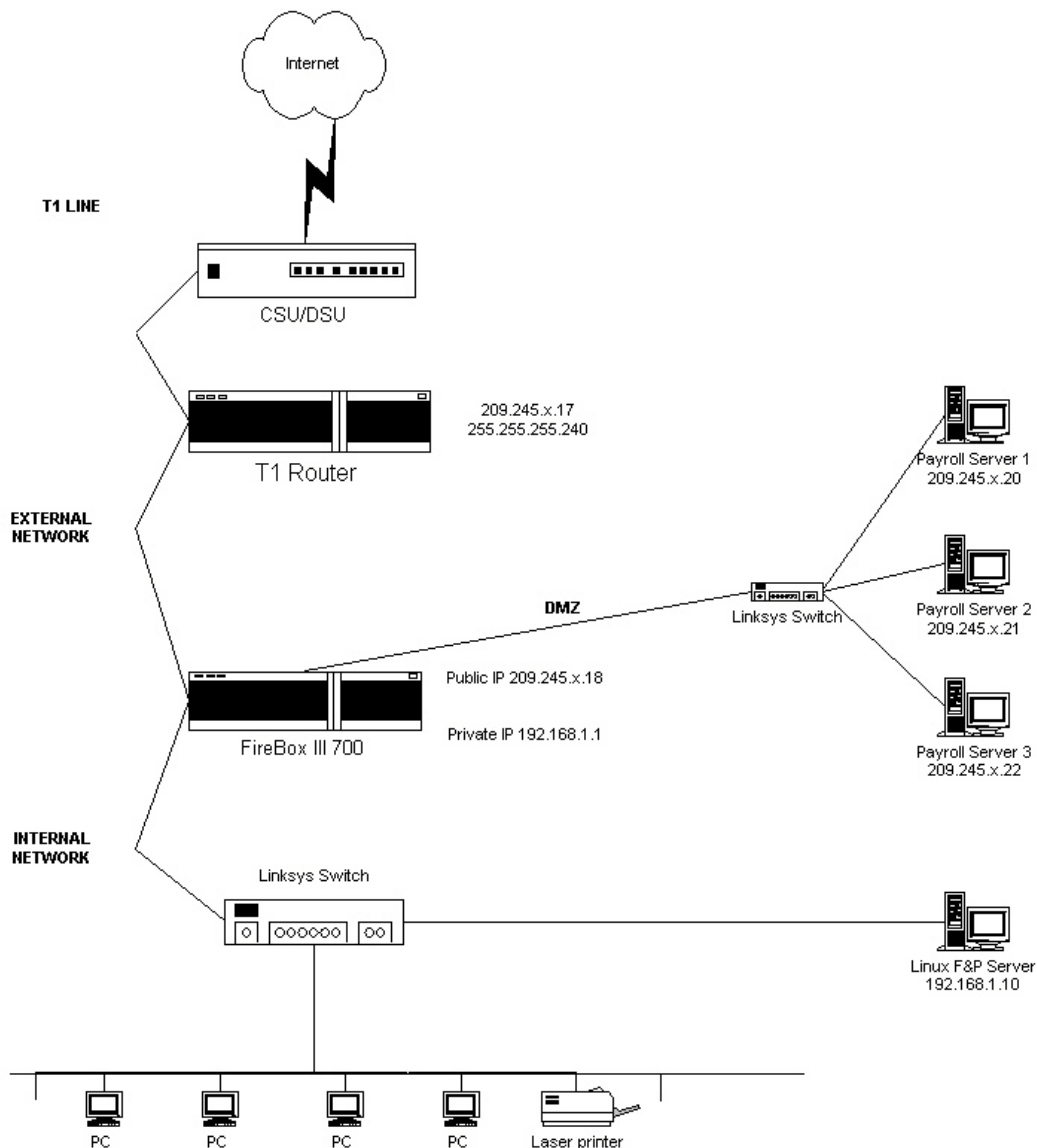 Internet
T1 LINE
CSU/DSU
209.245.x.17
255.255.255.240
T1 Router
Payroll Server 1
209.245.x.20
EXTERNAL
NETWORK
DMZ
Linksys Switch
Payroll Server 2
209.245.x.21
Public IP 209.245.x.18
Private IP 192.168.1.1
FireBox III 700
Payroll Server 3
209.245.x.22
INTERNAL
NETWORK
Linksys Switch
Linux F&P Server
192.168.1.10
PC
PC
PC
PC
Laser printer